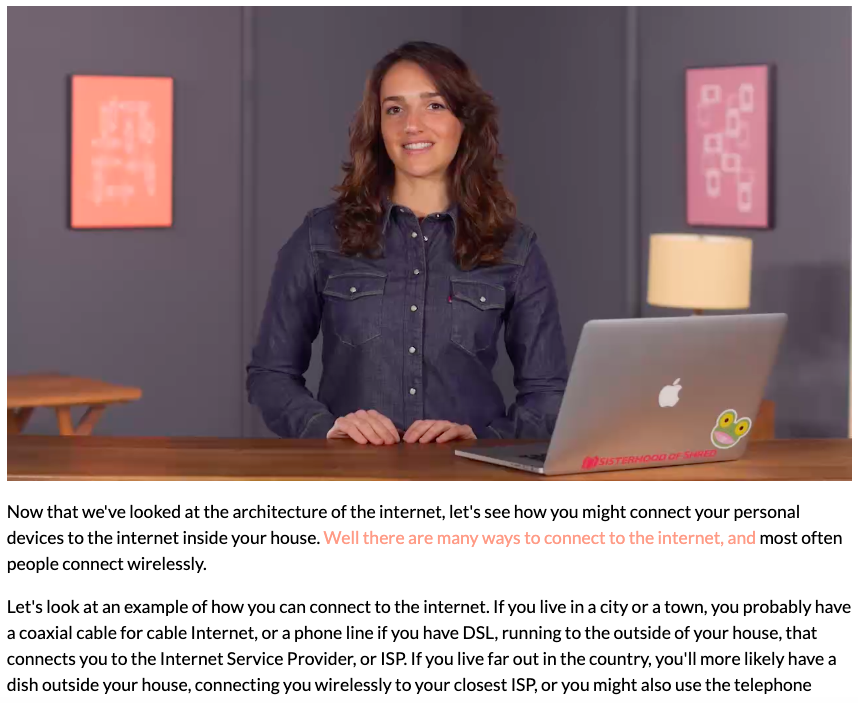 SISTERHOOD OF SHRED
Now that we've looked at the architecture of the internet, let's see how you might connect your personal
devices to the internet inside your house. Well there are many ways to connect to the internet, and most often
people connect wirelessly.
Let's look at an example of how you can connect to the internet. If you live in a city or a town, you probably have
a coaxial cable for cable Internet, or a phone line if you have DSL, running to the outside of your house, that
connects you to the Internet Service Provider, or ISP. If you live far out in the country, you'll more likely have a
dish outside your house, connecting you wirelessly to your closest ISP, or you might also use the telephone